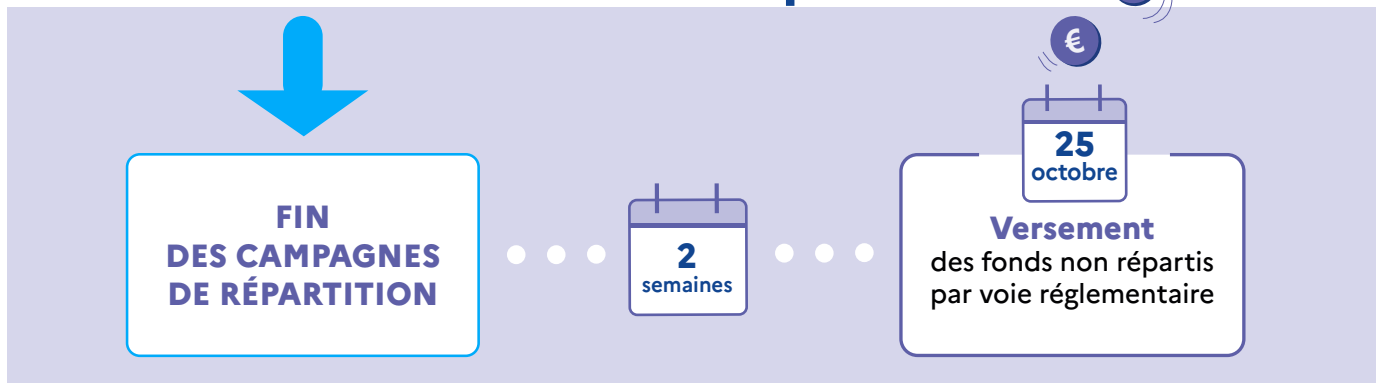 €
FIN
DES CAMPAGNES
DE RÉPARTITION
2
semaines
25
octobre
Versement
des fonds non répartis
par voie réglementaire